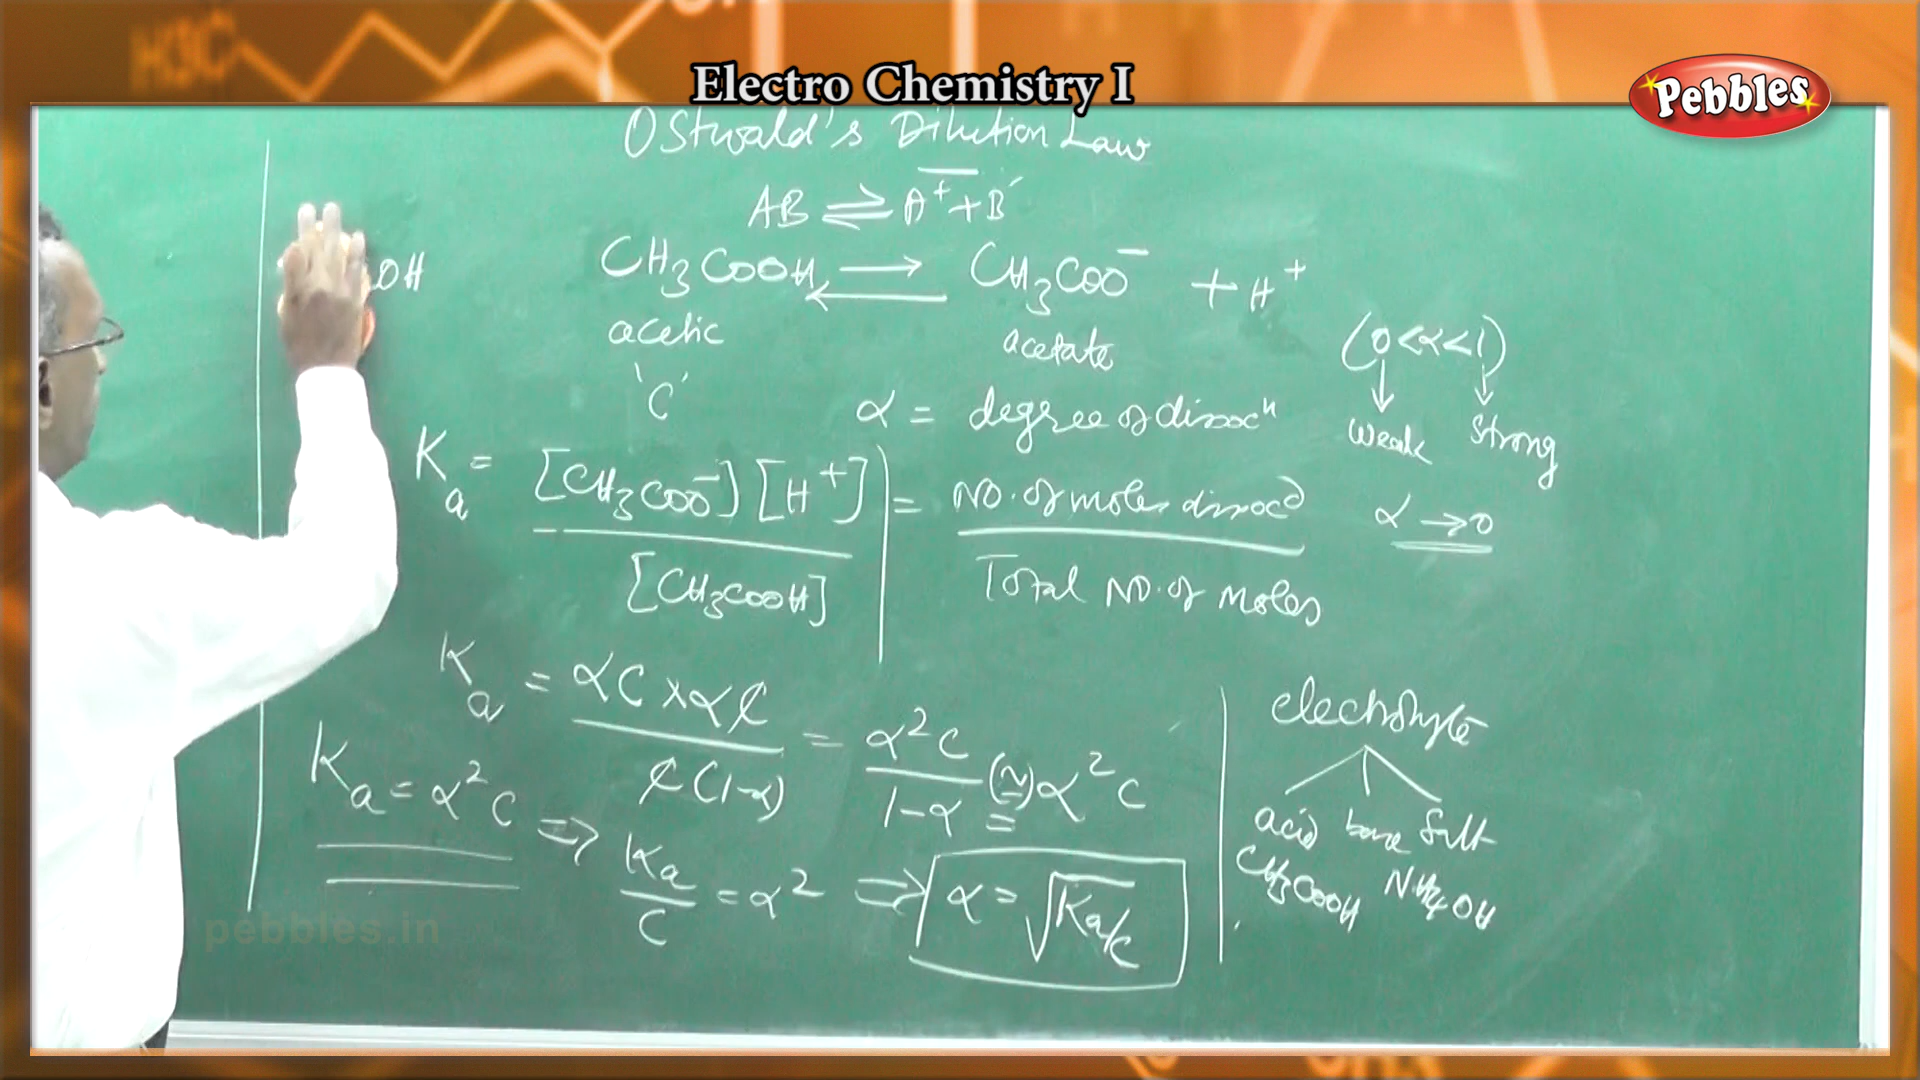 Electro Chemistry I
Pebbles
Ostwald's Dilution Law
AB ⇌ A⁺ + B⁻
OH
CH₃COOH ⇌ CH₃COO⁻ + H⁺
acetic
acetate
'C'
(0<α<1)
Weak
Strong
α = degree of dissocⁿ
Kₐ = [CH₃COO⁻] [H⁺]
[CH₃COOH]
= No. of moles dissocd
Total No. of moles
α → 0
Kₐ = αC × αC
C(1-α)
= α²C
1-α
(≃) α²C
Kₐ = α²C ⇒
Kₐ
C
= α² ⇒ α = √Kₐ/C
electrolyte
acid base Salt
CH₃COOH NH₄OH
pebbles.in